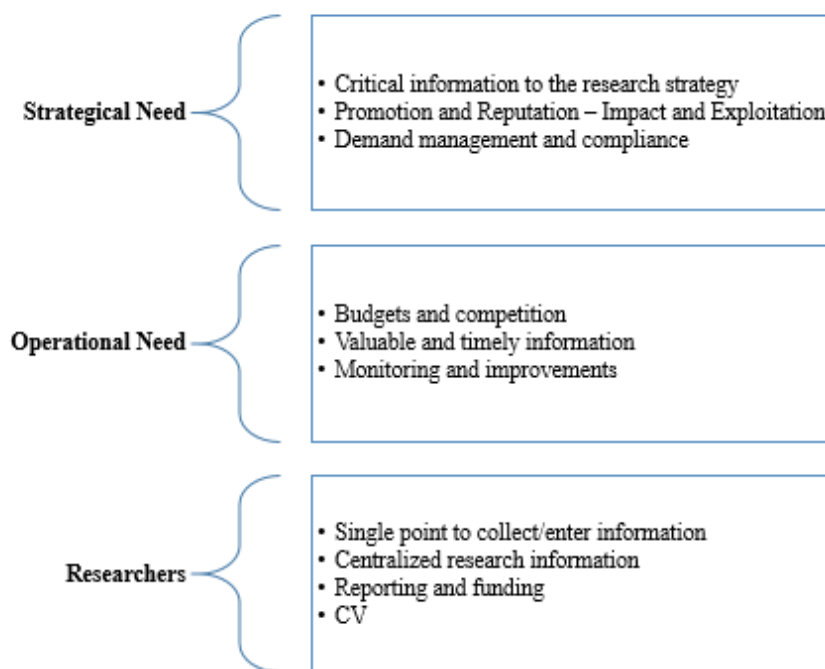 Strategical Need
• Critical information to the research strategy
• Promotion and Reputation – Impact and Exploitation
• Demand management and compliance
Operational Need
• Budgets and competition
• Valuable and timely information
• Monitoring and improvements
Researchers
• Single point to collect/enter information
• Centralized research information
• Reporting and funding
• CV